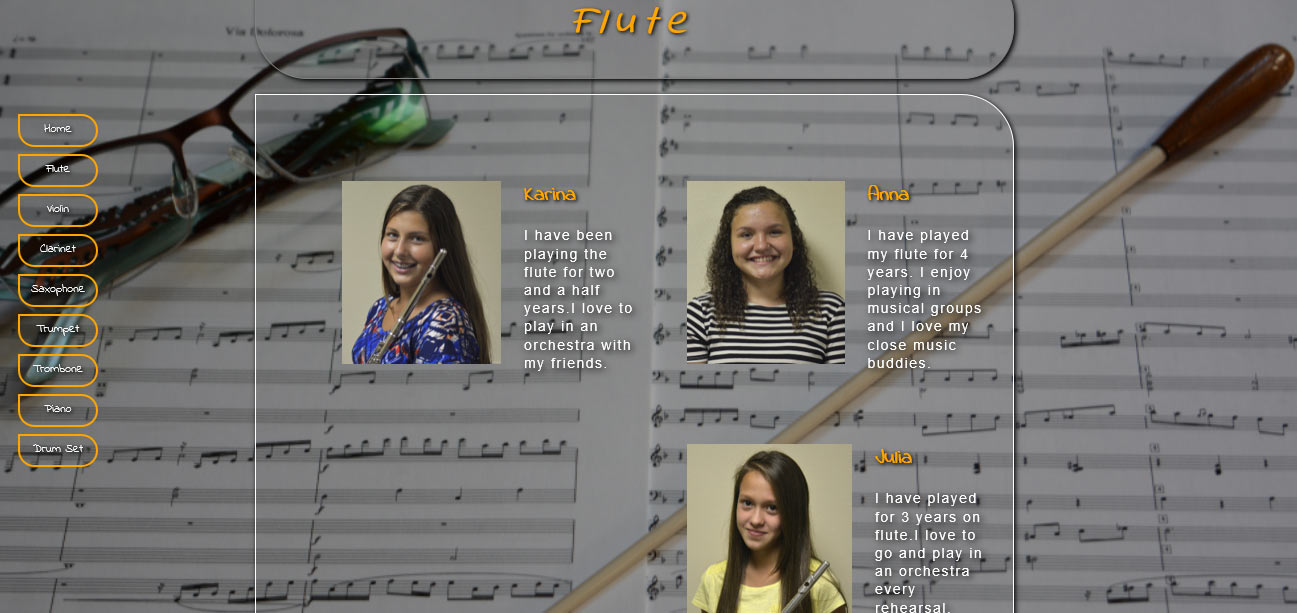 Flute
Via Dolorosa
Home
Flute
Violin
Clarinet
Saxophone
Trumpet
Trombone
Piano
Drum Set
Karina
I have been
playing the
flute for two
and a half
years.I love to
play in an
orchestra with
my friends.
Anna
I have played
my flute for 4
years. I enjoy
playing in
musical groups
and I love my
close music
buddies.
Julia
I have played
for 3 years on
flute.I love to
go and play in
an orchestra
every
rehearsal.